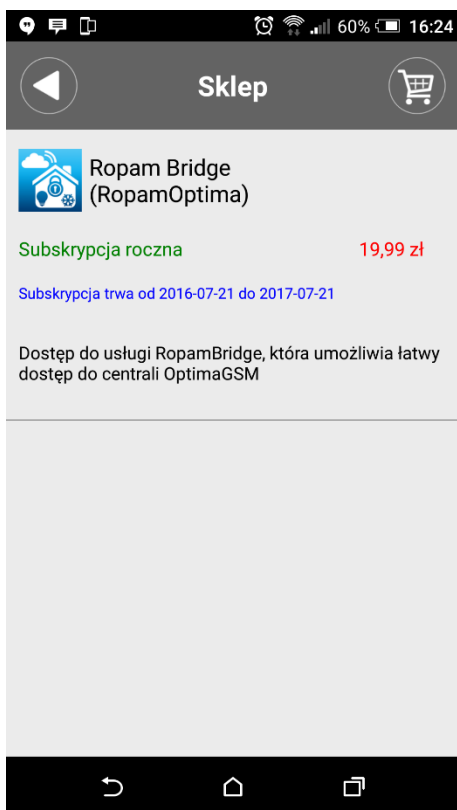 60% 16:24
Sklep
Ropam Bridge
(RopamOptima)
Subskrypcja roczna 19,99 zł
Subskrypcja trwa od 2016-07-21 do 2017-07-21
Dostęp do usługi RopamBridge, która umożliwia łatwy
dostęp do centrali OptimaGSM